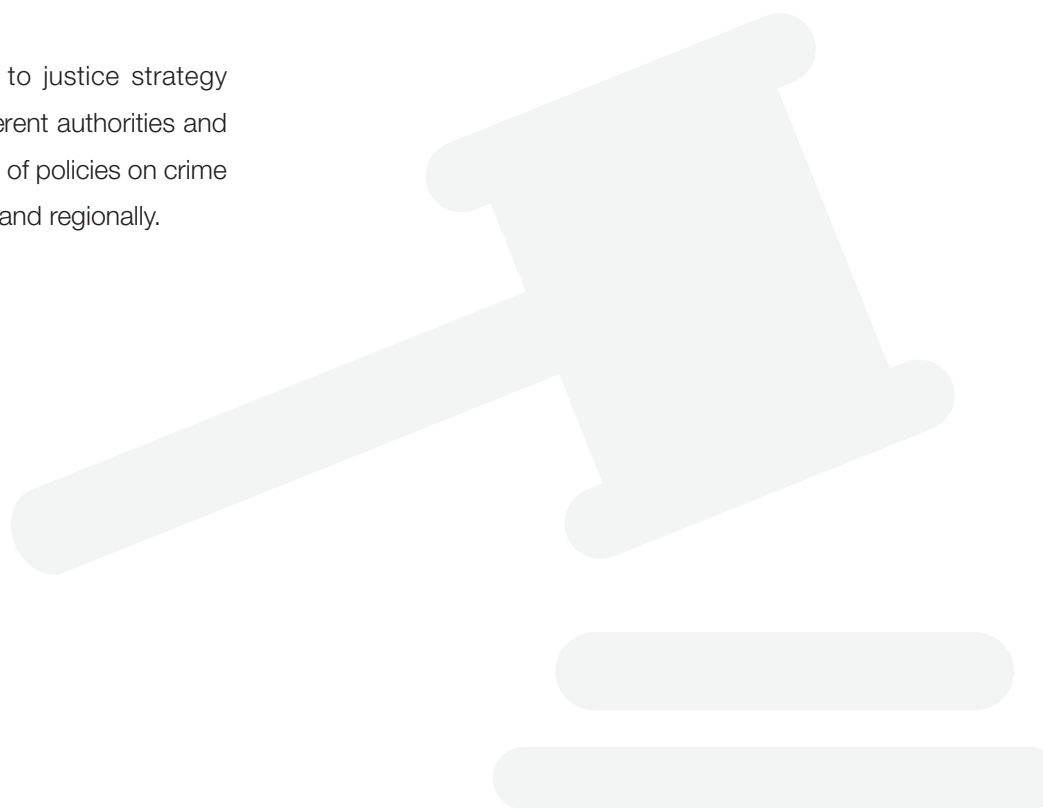 to justice strategy
erent authorities and
of policies on crime
and regionally.